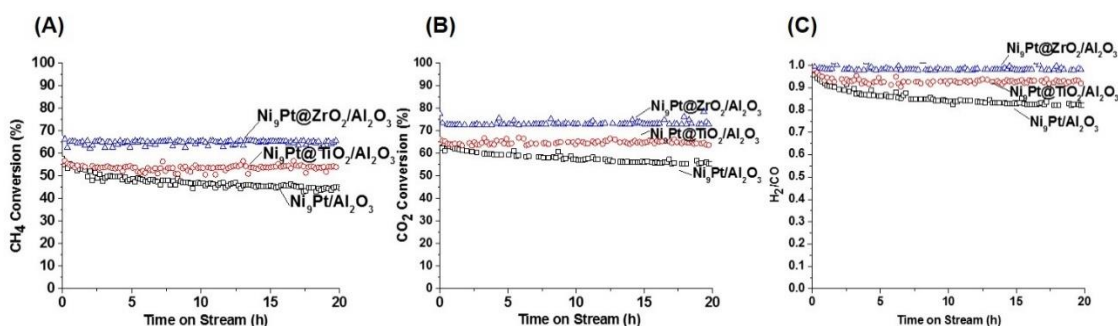 (A)
(B)
(C)
100
90
80
70
60
50
40
30
20
10
0
CH4 Conversion (%)
Ni9Pt@ZrO2/Al2O3
Ni9Pt@TiO2/Al2O3
Ni9Pt/Al2O3
0 5 10 15 20
Time on Stream (h)
100
90
80
70
60
50
40
30
20
10
0
CO2 Conversion (%)
Ni9Pt@ZrO2/Al2O3
Ni9Pt@TiO2/Al2O3
Ni9Pt/Al2O3
0 5 10 15 20
Time on Stream (h)
1.0
0.9
0.8
0.7
0.6
0.5
0.4
0.3
0.2
0.1
0.0
H2/CO
Ni9Pt@ZrO2/Al2O3
Ni9Pt@TiO2/Al2O3
Ni9Pt/Al2O3
0 5 10 15 20
Time on Stream (h)